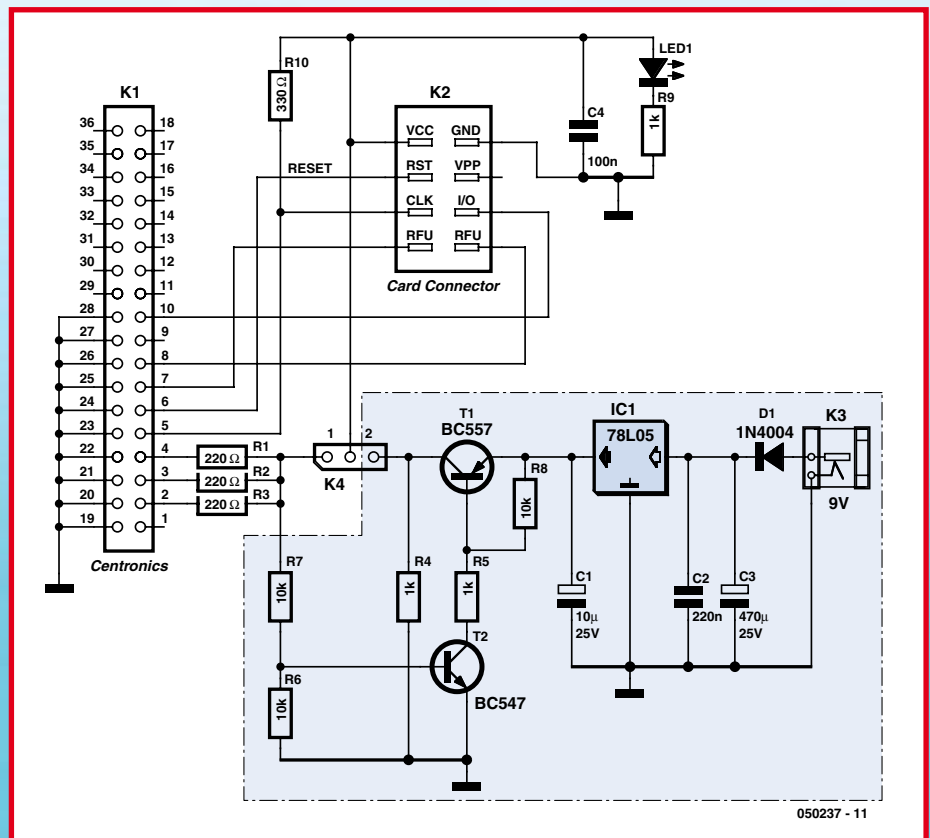 K1
36
35
34
33
32
31
30
29
28
27
26
25
24
23
22
21
20
19
18
17
16
15
14
13
12
11
10
9
8
7
6
5
4
3
2
1
Centronics
R10
330 Ω
RESET
K2
VCC GND
RST VPP
CLK I/O
RFU RFU
Card Connector
C4
100n
LED1
R9
1k
R1
220 Ω
R2
220 Ω
R3
220 Ω
1 2
K4
T1
BC557
R8
10k
IC1
78L05
D1
1N4004
K3
9V
R7
10k
R4
1k
R5
1k
T2
BC547
R6
10k
C1
10µ
25V
C2
220n
C3
470µ
25V
050237 - 11